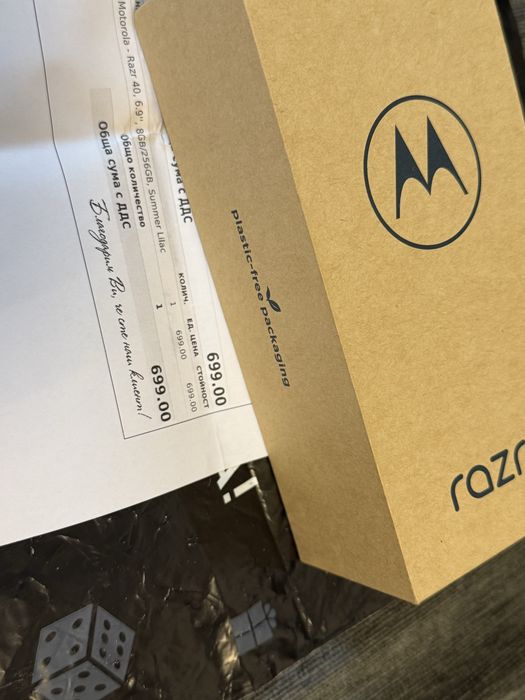 Motorola - Razr 40, 6.9", 8GB/256GB, Summer Lilac
КОЛИЧ. ЕД. ЦЕНА СТОЙНОСТ
1 699.00 699.00
сума с ДДС 699.00
Общо количество 1
Обща сума с ДДС 699.00
Благодарим Ви, че сте наш клиент!
plastic-free packaging
razr